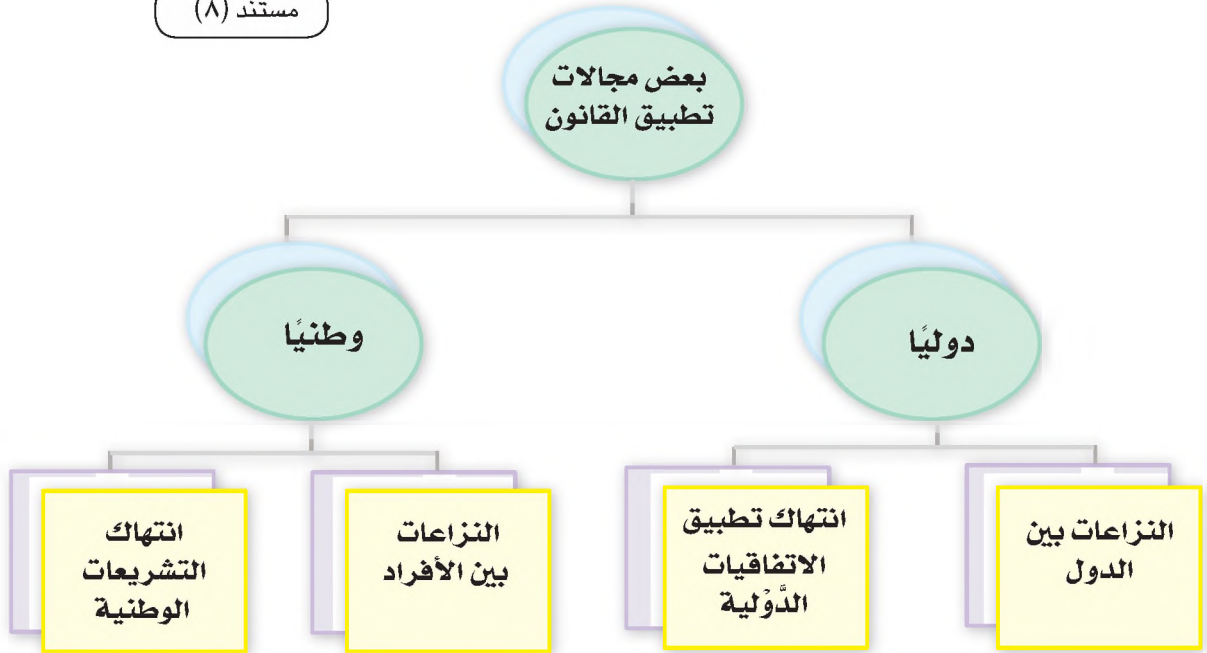 مستند (٨)
بعض مجالات
تطبيق القانون
دوليًا
وطنيًا
النزاعات بين
الدول
انتهاك تطبيق
الاتفاقيات
الدَّوْلية
النزاعات
بين الأفراد
انتهاك
التشريعات
الوطنية